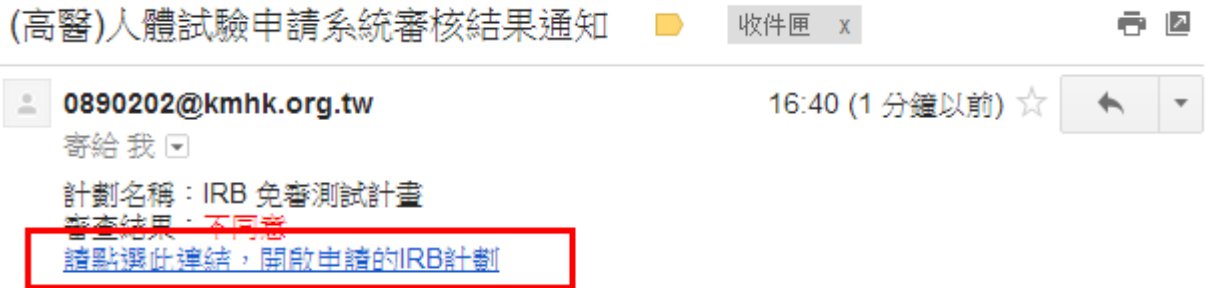 (高醫)人體試驗申請系統審核結果通知
收件匣 x
0890202@kmhk.org.tw
16:40 (1 分鐘以前)
寄給 我
計劃名稱：IRB 免審測試計畫
審查結果：不同意
請點選此連結，開啟申請的IRB計劃